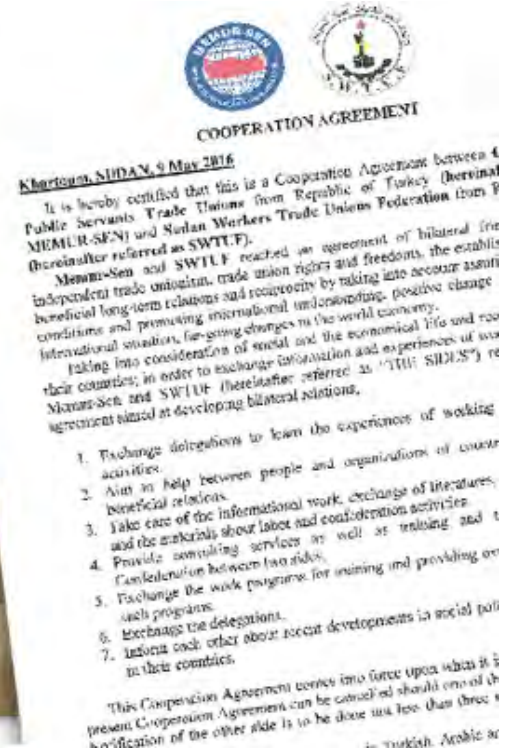 MEMUR-SEN
S.W.T.U.F
COOPERATION AGREEMENT
Khartoum, SUDAN, 9 May 2016
It is hereby certified that this is a Cooperation Agreement between
Public Servants Trade Unions from Republic of Turkey (hereinaf
MEMUR-SEN) and Sudan Workers Trade Unions Federation from
(hereinafter referred as SWTUF).
Memur-Sen and SWTUF reached an agreement of bilateral frie
independent trade unionism, trade union rights and freedoms, the establis
beneficial long-term relations and reciprocity by taking into account
conditions and promoting international understanding, positive change
international situation, changes in the world economy.
Taking into consideration of social and the economical life and
their countries; in order to exchange information and experiences of
Memur-Sen and SWTUF (hereinafter referred as "THE SIDES") re
agreement aimed at developing bilateral relations,
1. Exchange delegations to learn the experiences of working
activities.
2. Aim to help between people and organizations of
beneficial relations.
3. Take care of the informational work, exchange of literatures,
and the materials about labor and confederation activities.
4. Provide consulting services as well as training and
Confederation between two sides.
5. Exchange the work programs for training and providing
such programs.
6. Exchange the delegations.
7. Inform each other about recent developments in social poli
in their countries.
This Cooperation Agreement comes into force upon when it i
present Cooperation Agreement can be cancelled should one of
notification of the other side is to be done not less than three
in Turkish, Arabic